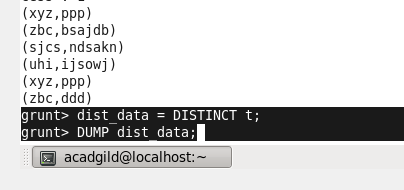 (xyz,ppp)
(zbc,bsajdb)
(sjcs,ndsakn)
(uhi,ijsowj)
(xyz,ppp)
(zbc,ddd)
grunt> dist_data = DISTINCT t;
grunt> DUMP dist_data;
acadgild@localhost:~